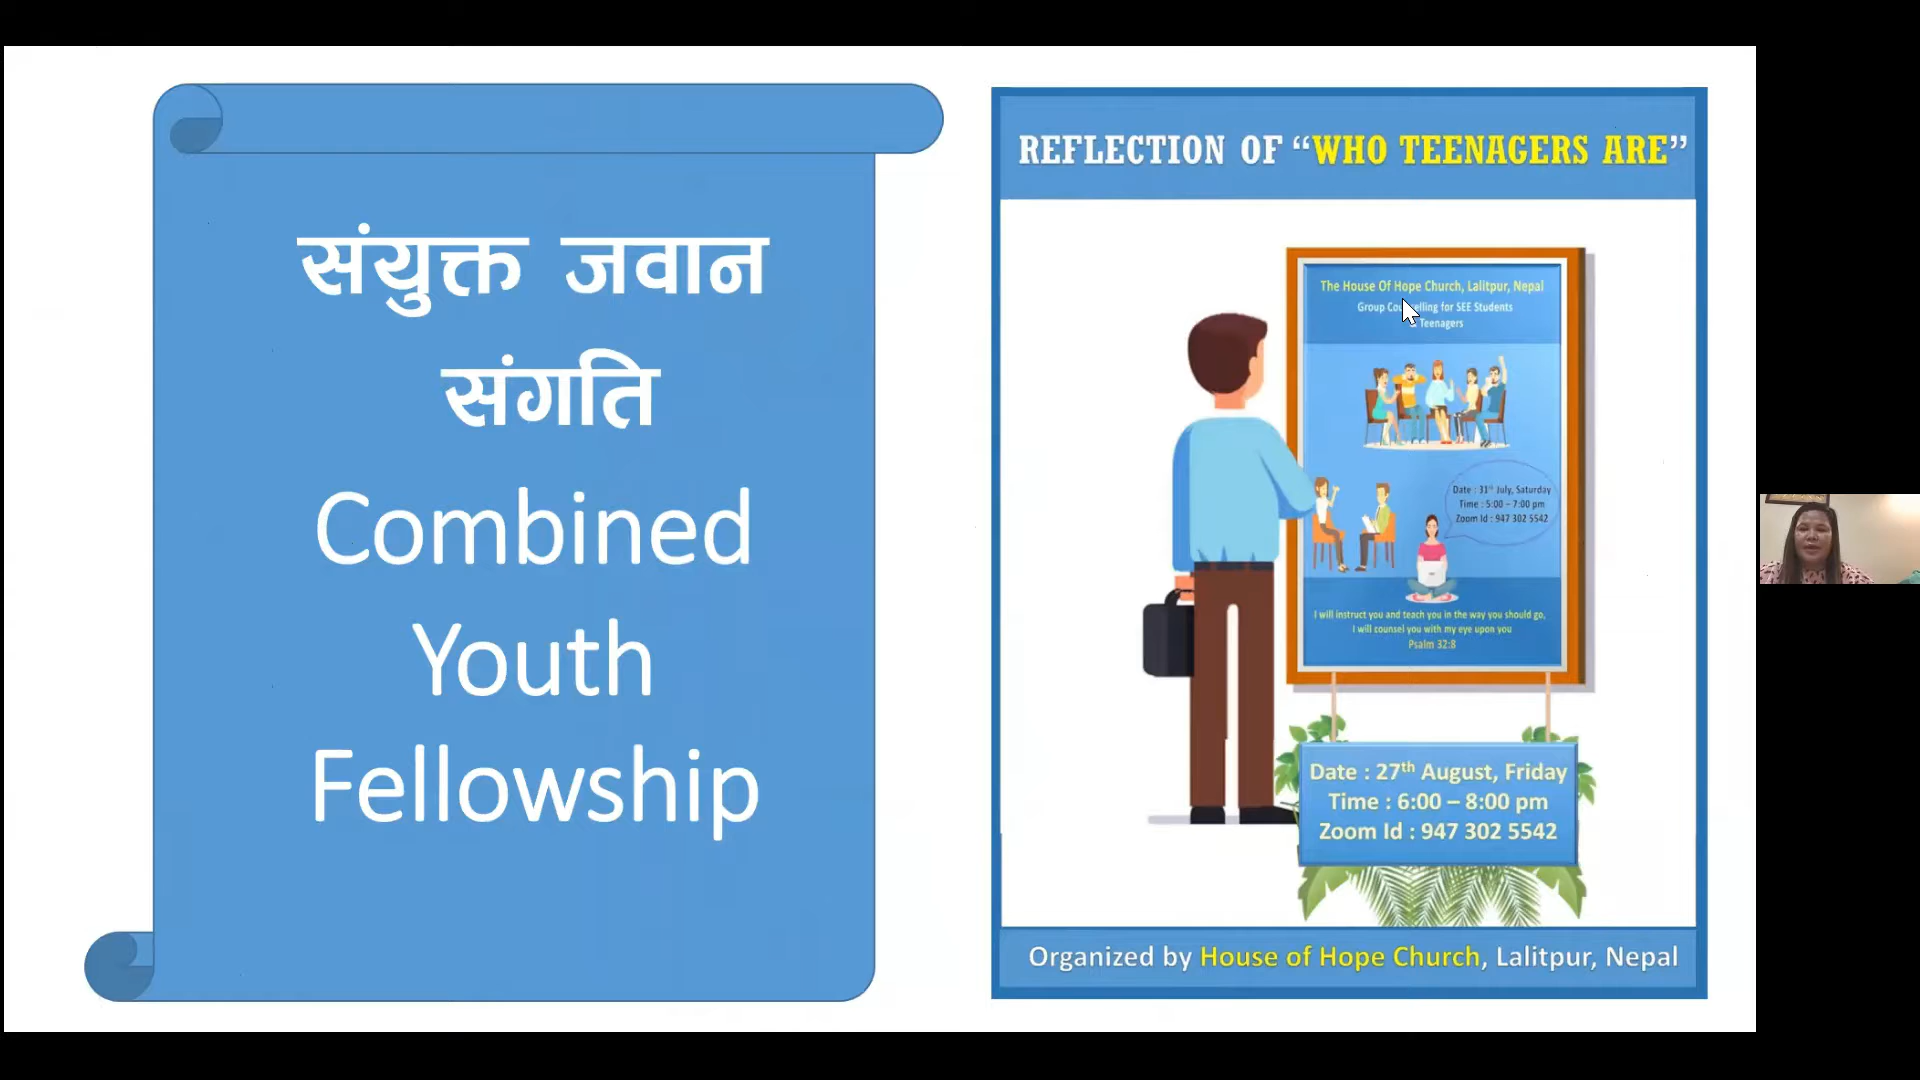 संयुक्त जवान
संगति
Combined
Youth
Fellowship
REFLECTION OF “WHO TEENAGERS ARE”
The House Of Hope Church, Lalitpur, Nepal
Group Counselling for SEE Students
Teenagers
Date : 31st July, Saturday
Time : 5:00 – 7:00 pm
Zoom Id : 947 302 5542
I will instruct you and teach you in the way you should go,
I will counsel you with my eye upon you
Psalm 32:8
Date : 27th August, Friday
Time : 6:00 – 8:00 pm
Zoom Id : 947 302 5542
Organized by House of Hope Church, Lalitpur, Nepal